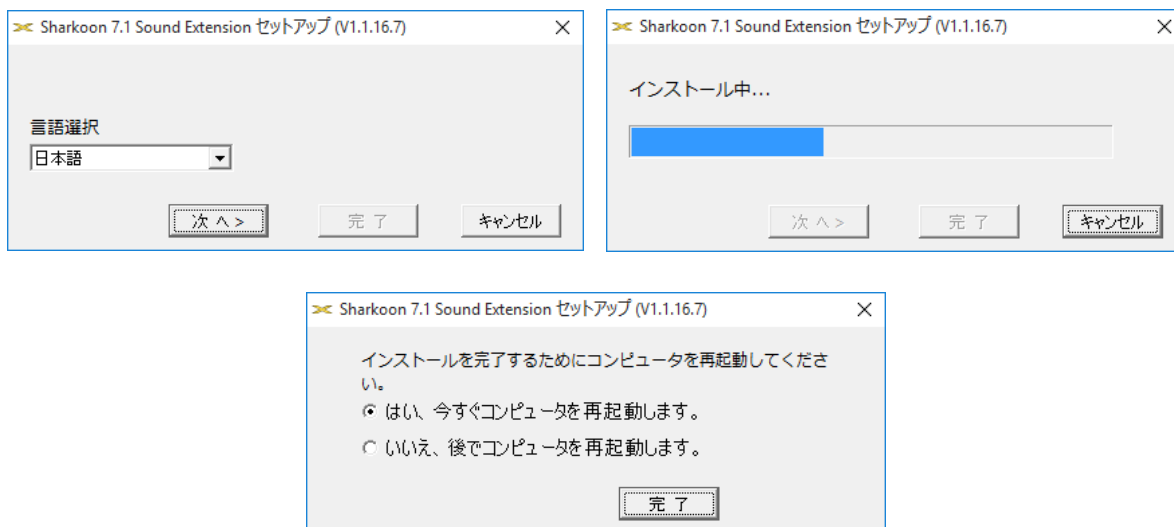 Sharkoon 7.1 Sound Extension セットアップ (V1.1.16.7)
言語選択
日本語
次 へ >
完 了
キャンセル
Sharkoon 7.1 Sound Extension セットアップ (V1.1.16.7)
インストール中...
次 へ >
完 了
キャンセル
Sharkoon 7.1 Sound Extension セットアップ (V1.1.16.7)
インストールを完了するためにコンピュータを再起動してくださ
い。
はい、今すぐコンピュータを再起動します。
いいえ、後でコンピュータを再起動します。
完 了